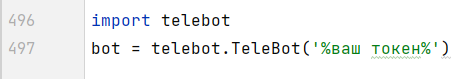 496 import telebot
497 bot = telebot.TeleBot('%ваш токен%')